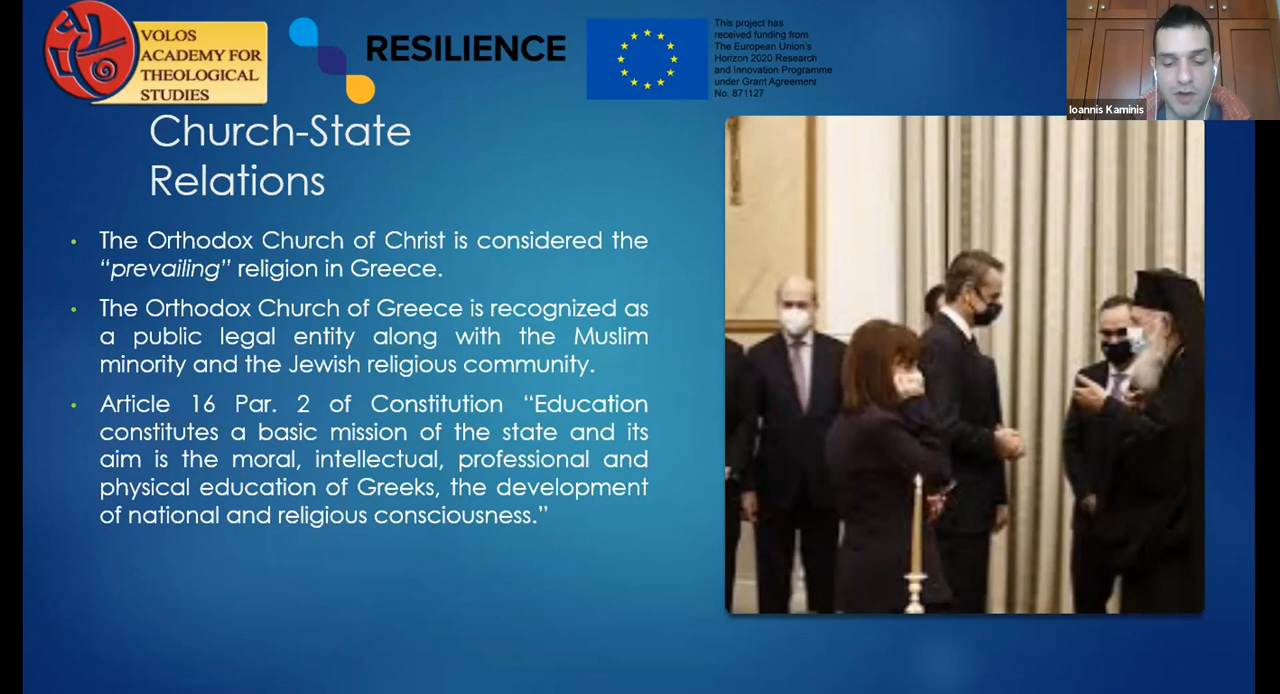 VOLOS
ACADEMY FOR
THEOLOGICAL
STUDIES
RESILIENCE
This project has
received funding from
The European Union's
Horizon 2020 Research
and Innovation Programme
under Grant Agreement
No. 871127
Ioannis Kaminis
Church-State
Relations
• The Orthodox Church of Christ is considered the
“prevailing” religion in Greece.
• The Orthodox Church of Greece is recognized as
a public legal entity along with the Muslim
minority and the Jewish religious community.
• Article 16 Par. 2 of Constitution “Education
constitutes a basic mission of the state and its
aim is the moral, intellectual, professional and
physical education of Greeks, the development
of national and religious consciousness.”